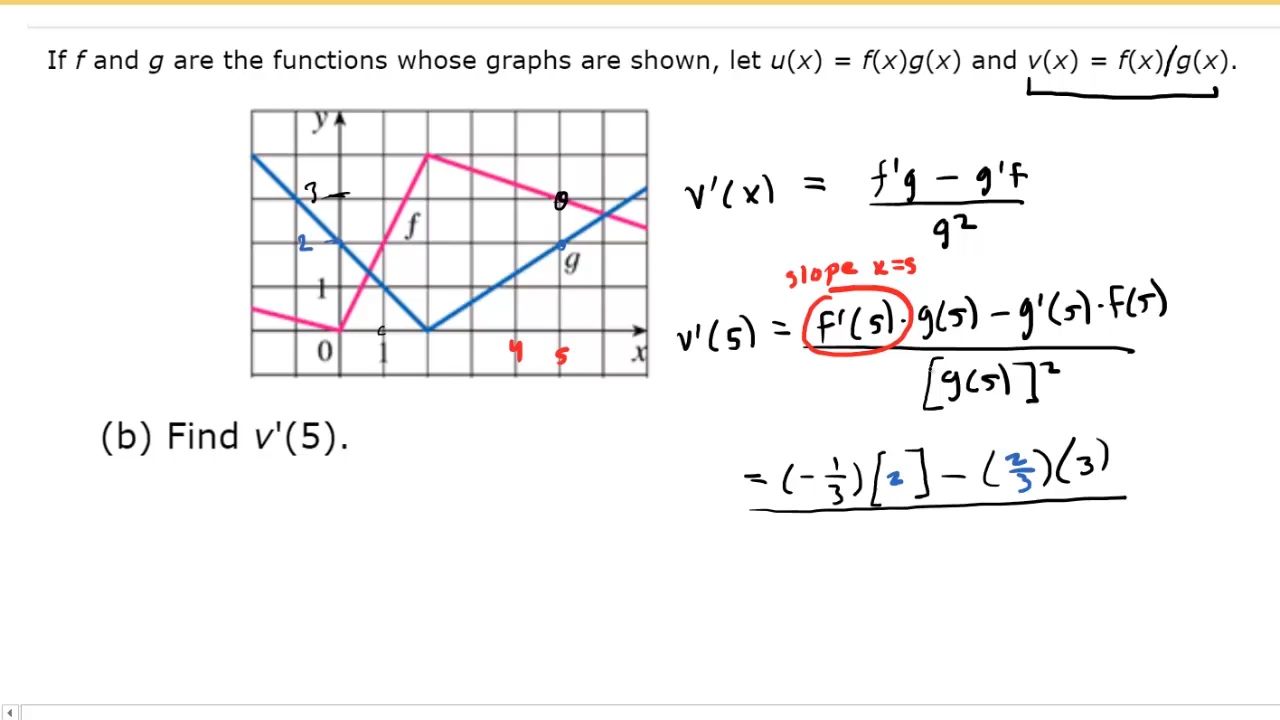 If f and g are the functions whose graphs are shown, let u(x) = f(x)g(x) and v(x) = f(x)/g(x).
y
3
f
2
g
1
0
1
4
5
x
v'(x) = f'g - g'f
g²
slope x=5
v'(5) = f'(5) · g(5) - g'(5) · f(5)
[g(5)]²
(b) Find v'(5).
= (-1/3)[2] - (2/3)(3)